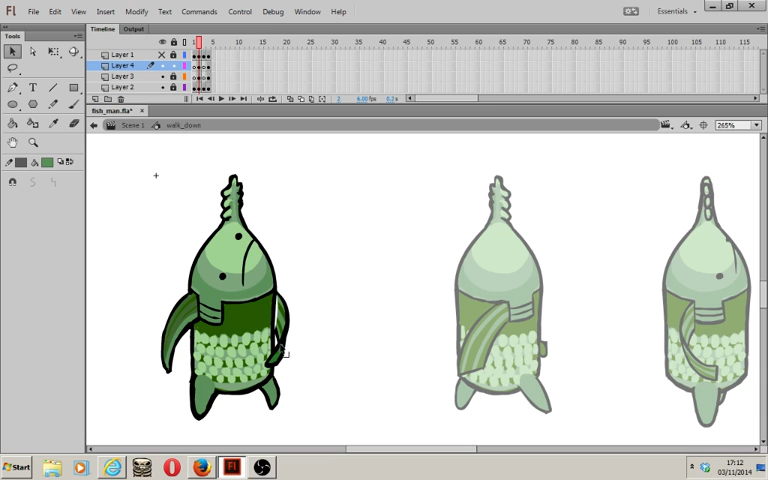 Fl File Edit View Insert Modify Text Commands Control Debug Window Help Essentials
Tools
Timeline Output
1 5 10 15 20 25 30 35 40 45 50 55 60 65 70 75 80 85 90 95 100 105 110 115
Layer 1
Layer 4
Layer 3
Layer 2
2 6.00 fps 0.2 s
fish_man.fla*
Scene 1 walk_down 265%
Start Fl 17:12
03/11/2014